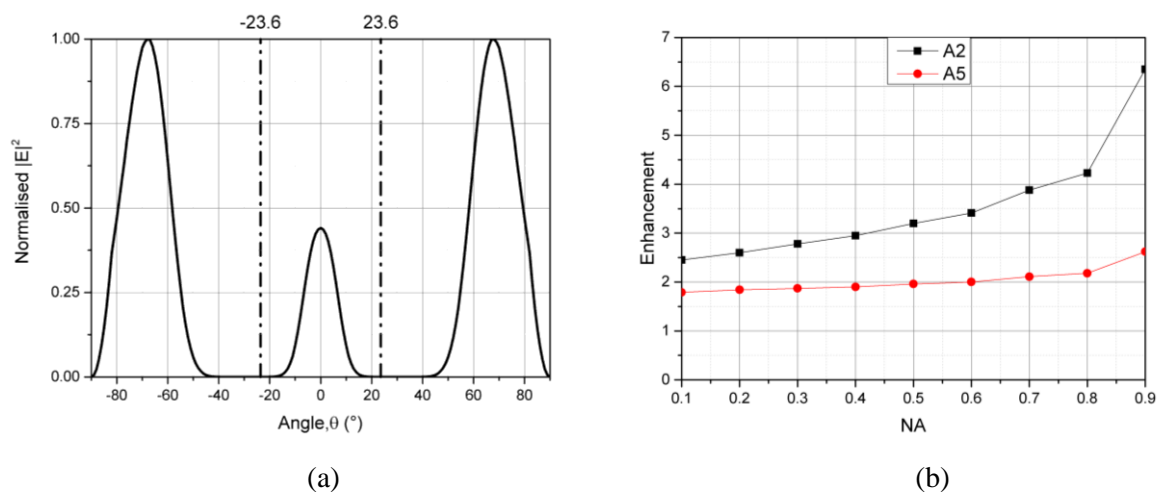 -23.6 23.6
1.00
0.75
0.50
0.25
0.00
Normalised |E|²
-80 -60 -40 -20 0 20 40 60 80
Angle,θ (°)
(a)
A2
A5
7
6
5
4
3
2
1
0
Enhancement
0.1 0.2 0.3 0.4 0.5 0.6 0.7 0.8 0.9
NA
(b)